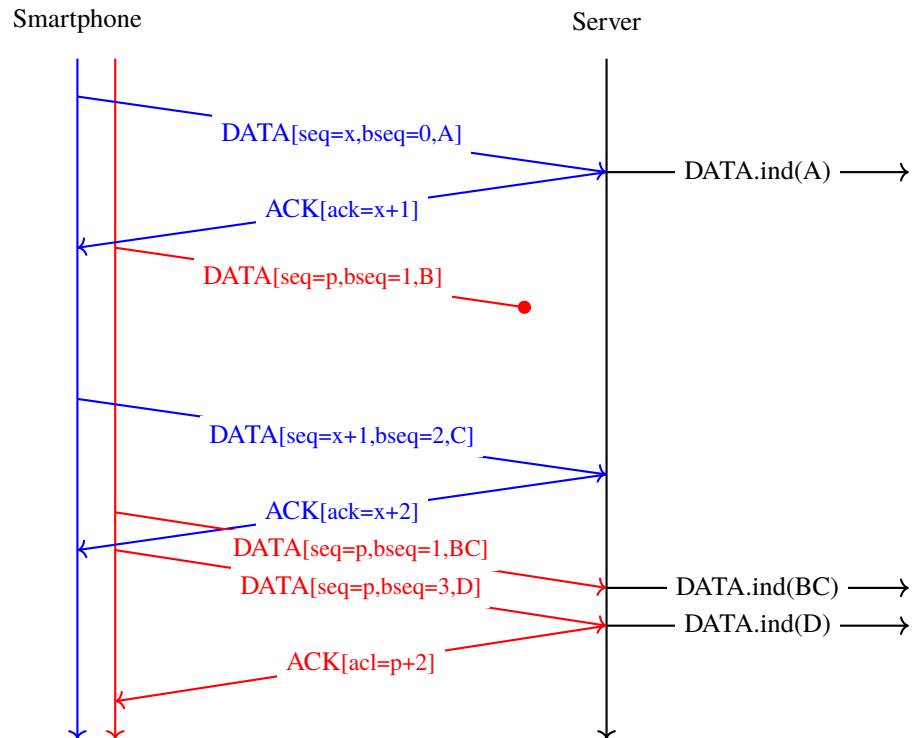 Smartphone
Server
DATA[seq=x,bseq=0,A]
DATA.ind(A)
ACK[ack=x+1]
DATA[seq=p,bseq=1,B]
DATA[seq=x+1,bseq=2,C]
ACK[ack=x+2]
DATA[seq=p,bseq=1,BC]
DATA[seq=p,bseq=3,D]
DATA.ind(BC)
DATA.ind(D)
ACK[acl=p+2]